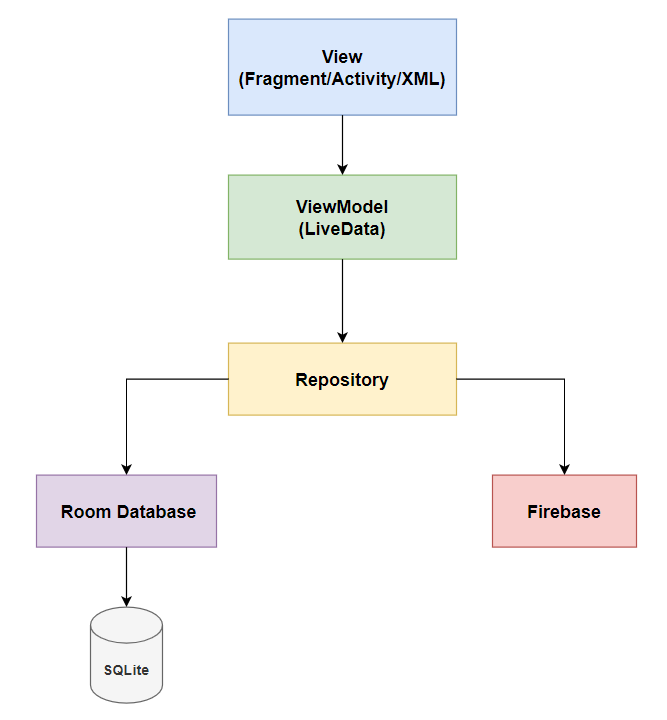 View
(Fragment/Activity/XML)
ViewModel
(LiveData)
Repository
Room Database
Firebase
SQLite